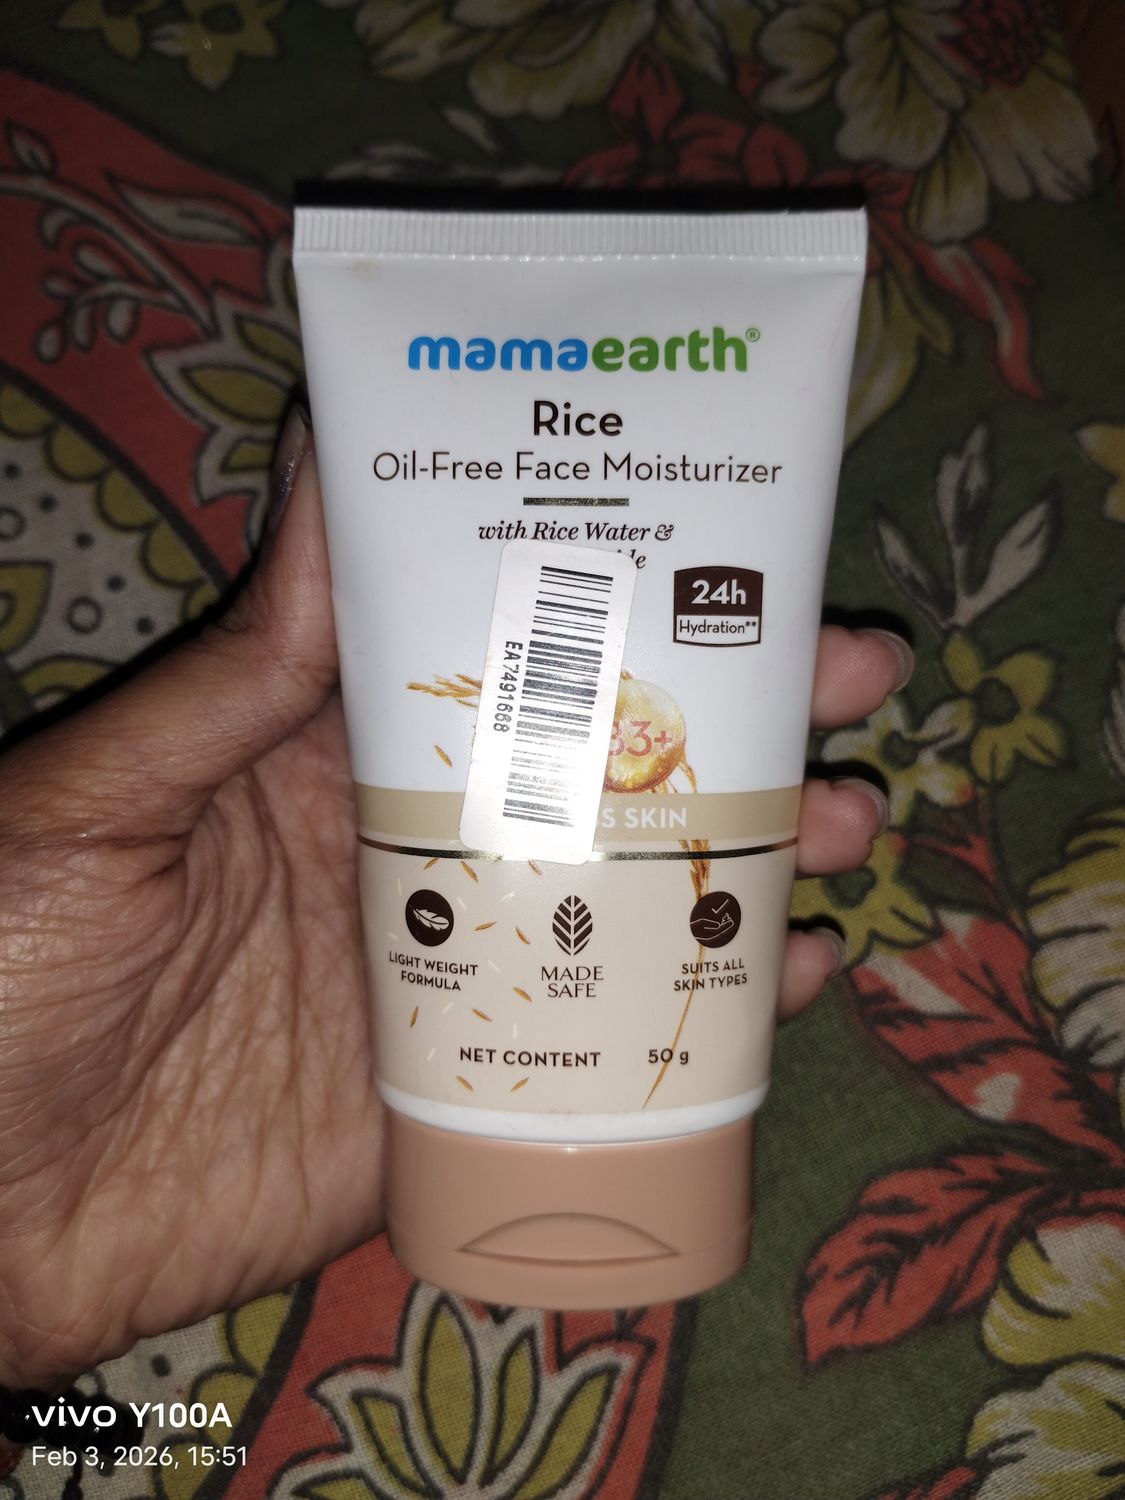 mamaearth®
Rice
Oil-Free Face Moisturizer
with Rice Water &
24h
Hydration**
EA7491668
B3+
SKIN
LIGHT WEIGHT
FORMULA
MADE
SAFE
SUITS ALL
SKIN TYPES
NET CONTENT 50 g
vivo Y100A
Feb 3, 2026, 15:51